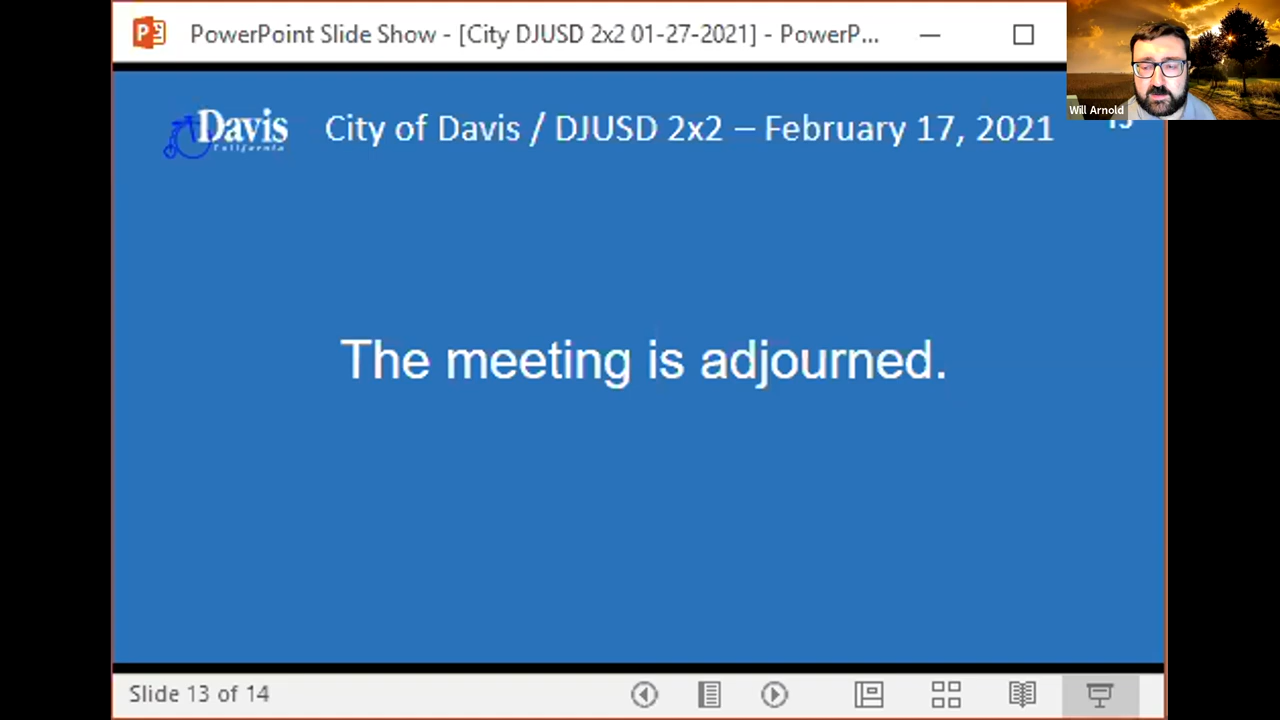 PowerPoint Slide Show - [City DJUSD 2x2 01-27-2021] - PowerP...
Will Arnold
Davis
California
City of Davis / DJUSD 2x2 – February 17, 2021
The meeting is adjourned.
Slide 13 of 14